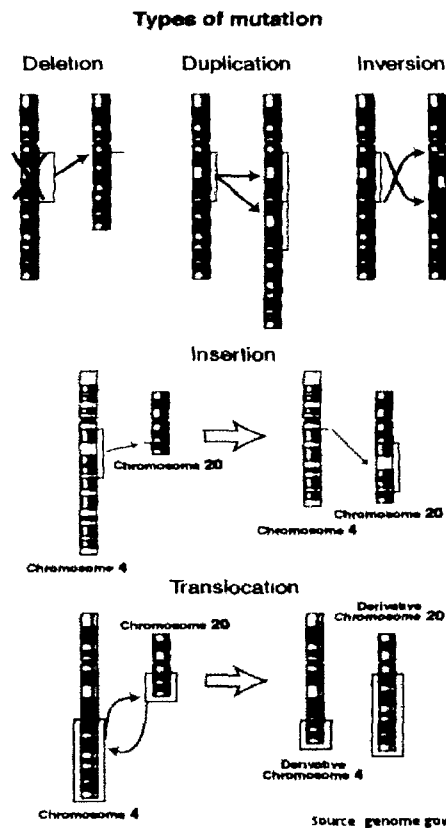 Types of mutation
Deletion Duplication Inversion
Insertion
Chromosome 20
Chromosome 20
Chromosome 4
Chromosome 4
Translocation
Derivative
Chromosome 20
Chromosome 20
Derivative
Chromosome 4
Chromosome 4
Source genome gov